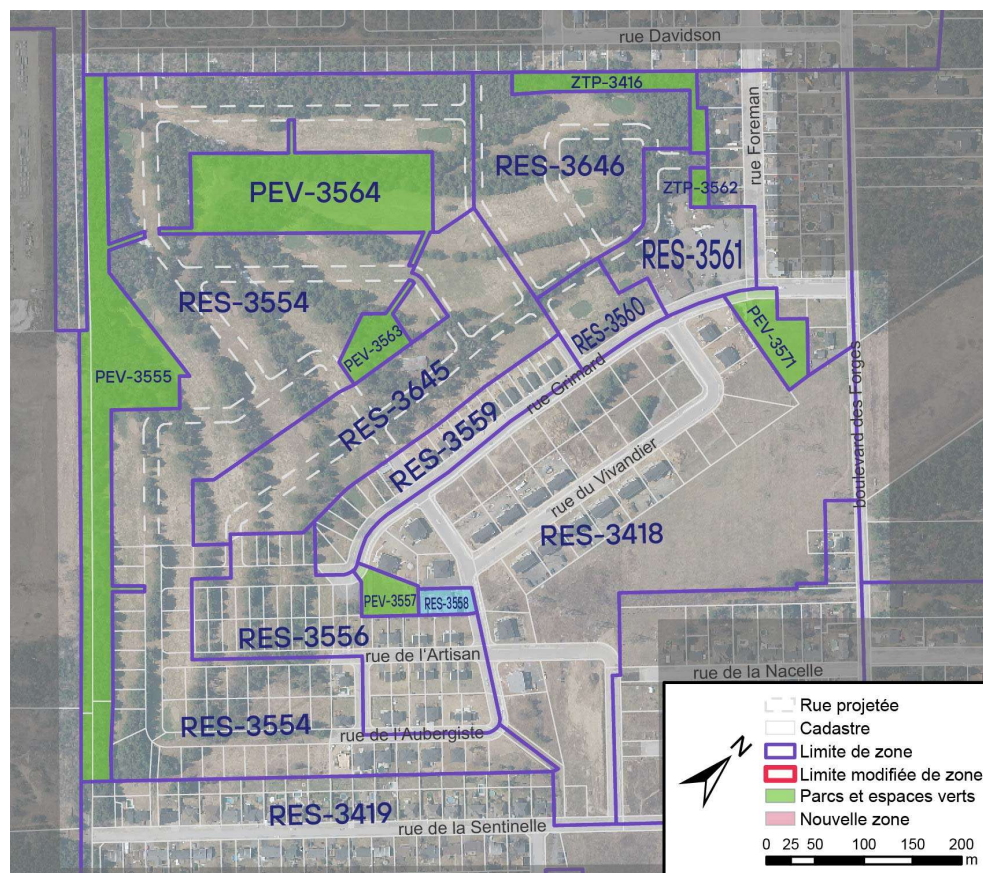 rue Davidson
ZTP-3416
rue Foreman
RES-3646
PEV-3564
ZTP-3562
RES-3561
RES-3554
RES-3560
PEV-3571
PEV-3563
PEV-3555
RES-3645
rue Grimard
boulevard des Forges
RES-3559
rue du Vivandier
RES-3418
PEV-3557
RES-3558
RES-3556
rue de l'Artisan
rue de la Nacelle
RES-3554
rue de l'Aubergiste
RES-3419
rue de la Sentinelle
N
Rue projetée
Cadastre
Limite de zone
Limite modifiée de zone
Parcs et espaces verts
Nouvelle zone
0 25 50 100 150 200
m